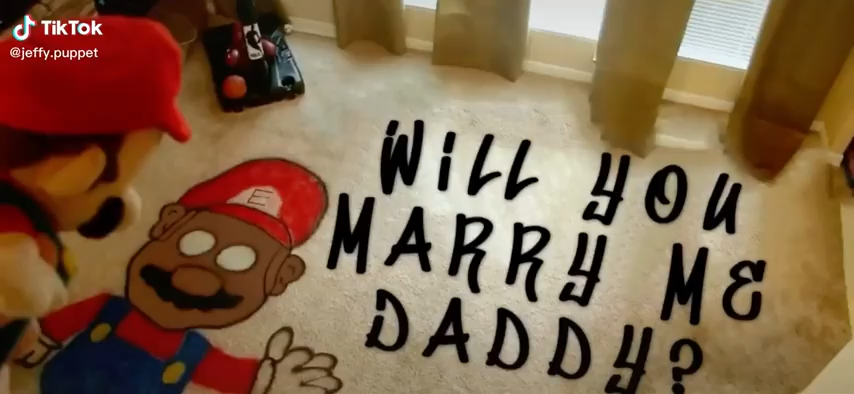 TikTok
@jeffy.puppet
E
WiLL YOU
MARRY ME
DADDY?